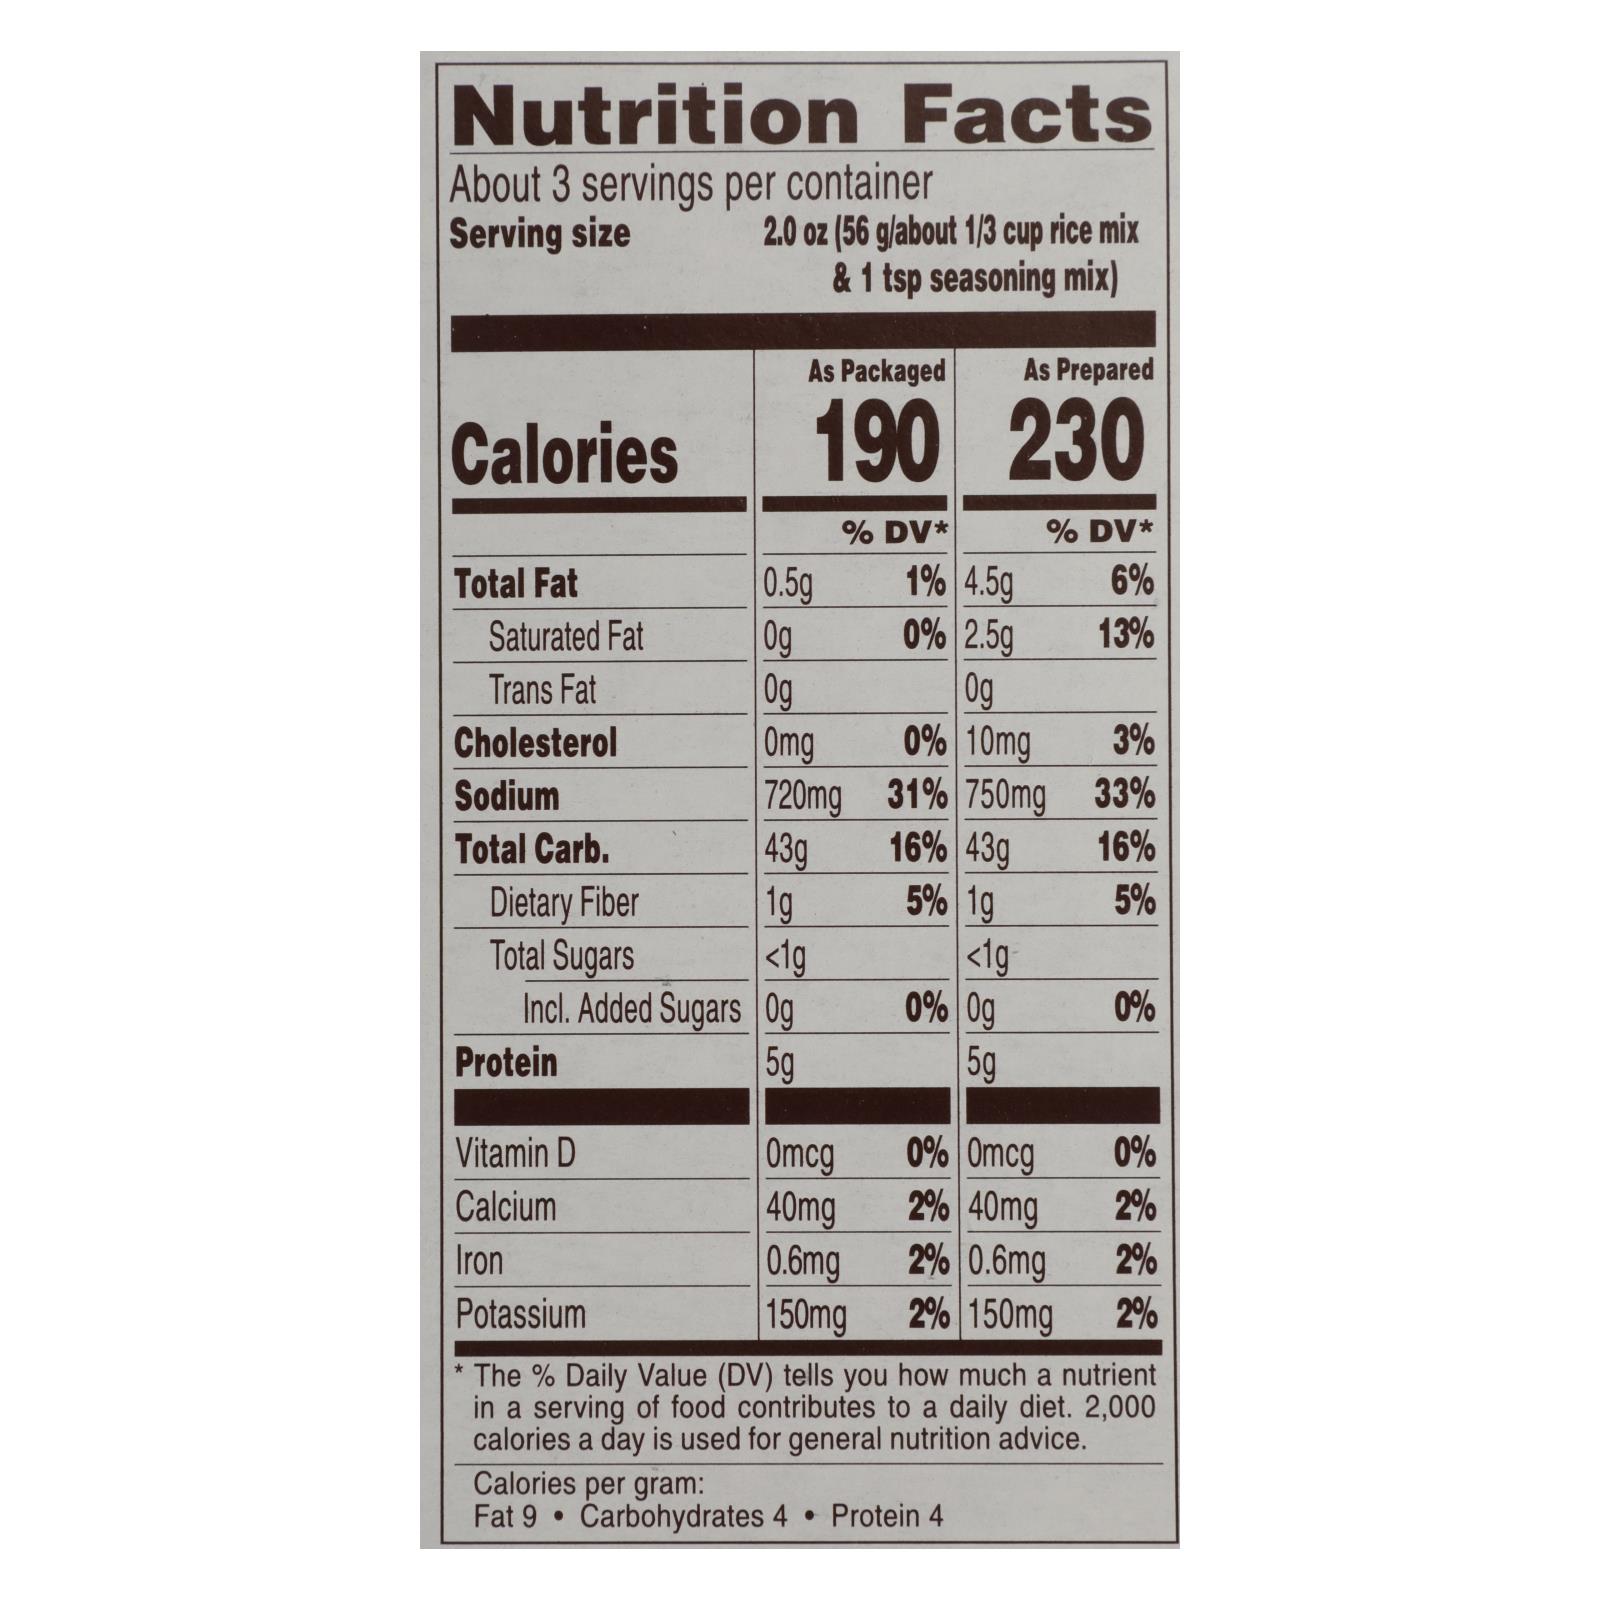 Nutrition Facts
About 3 servings per container
Serving size 2.0 oz (56 g/about 1/3 cup rice mix
& 1 tsp seasoning mix)
As Packaged As Prepared
Calories 190 230
% DV* % DV*
Total Fat 0.5g 1% 4.5g 6%
Saturated Fat 0g 0% 2.5g 13%
Trans Fat 0g 0g
Cholesterol 0mg 0% 10mg 3%
Sodium 720mg 31% 750mg 33%
Total Carb. 43g 16% 43g 16%
Dietary Fiber 1g 5% 1g 5%
Total Sugars <1g <1g
Incl. Added Sugars 0g 0% 0g 0%
Protein 5g 5g
Vitamin D 0mcg 0% 0mcg 0%
Calcium 40mg 2% 40mg 2%
Iron 0.6mg 2% 0.6mg 2%
Potassium 150mg 2% 150mg 2%
* The % Daily Value (DV) tells you how much a nutrient
in a serving of food contributes to a daily diet. 2,000
calories a day is used for general nutrition advice.
Calories per gram:
Fat 9 • Carbohydrates 4 • Protein 4